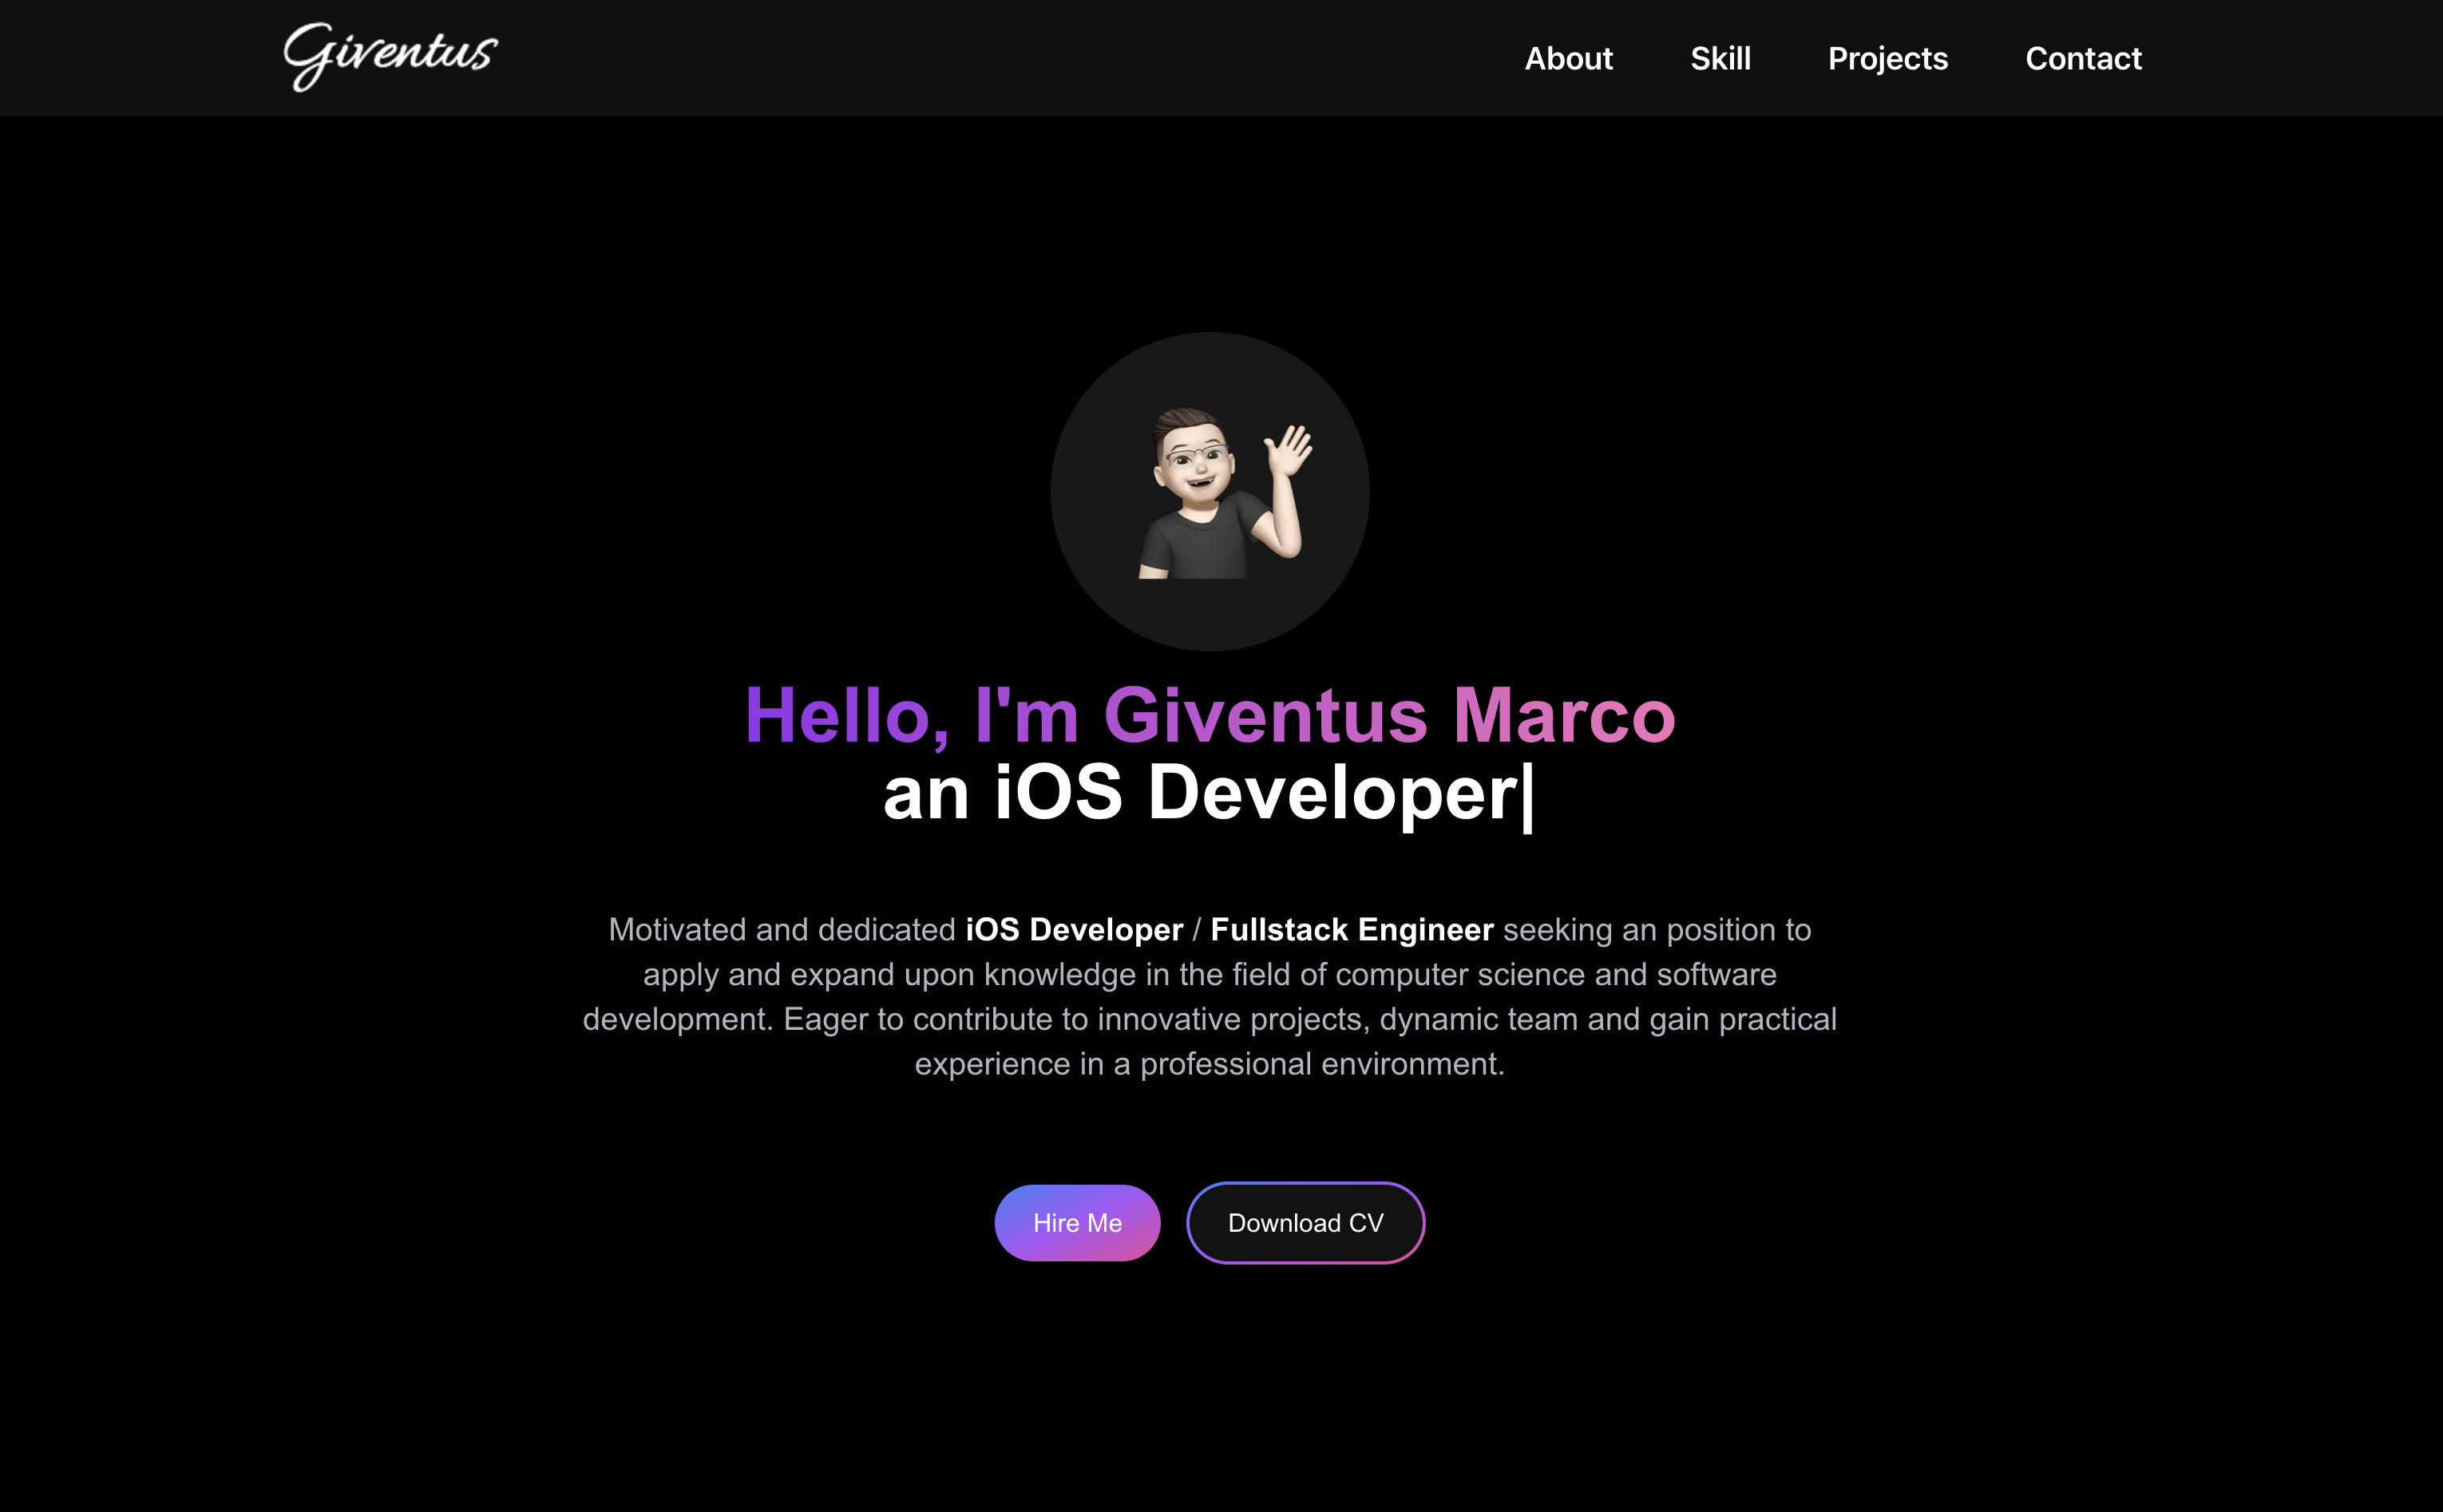 Giventus
About Skill Projects Contact
Hello, I'm Giventus Marco
an iOS Developer|
Motivated and dedicated iOS Developer / Fullstack Engineer seeking an position to
apply and expand upon knowledge in the field of computer science and software
development. Eager to contribute to innovative projects, dynamic team and gain practical
experience in a professional environment.
Hire Me
Download CV